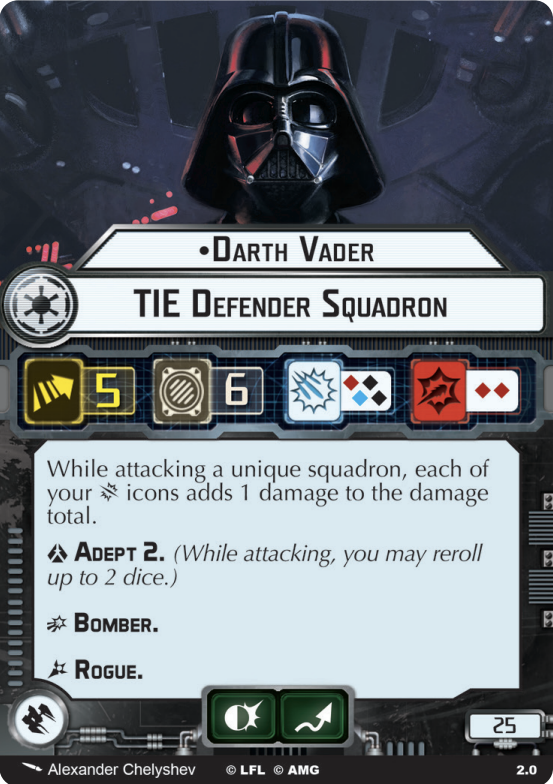 •Darth Vader
TIE Defender Squadron
5
6
While attacking a unique squadron, each of
your icons adds 1 damage to the damage
total.
Adept 2. (While attacking, you may reroll
up to 2 dice.)
Bomber.
Rogue.
25
Alexander Chelyshev © LFL © AMG 2.0